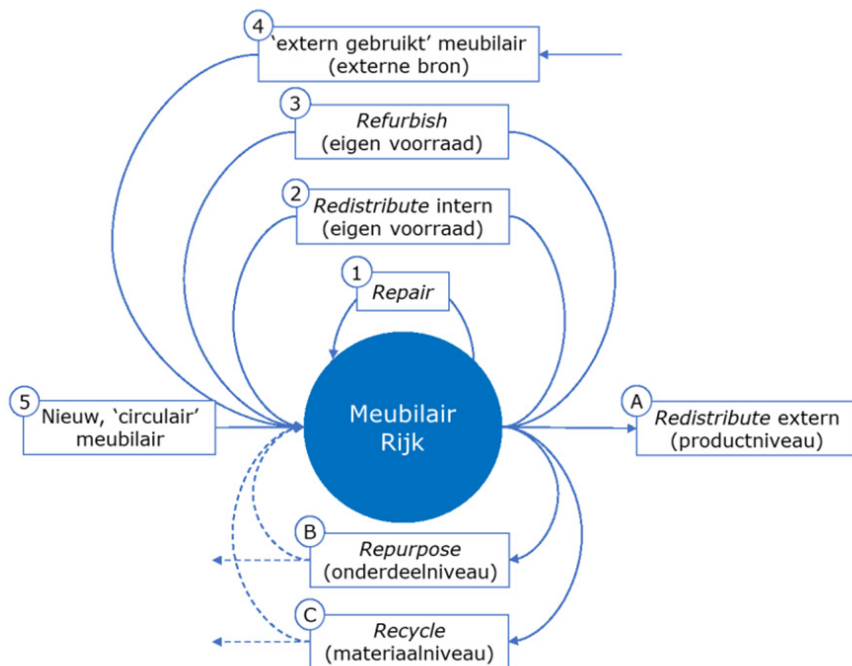 4
‘extern gebruikt’ meubilair
(externe bron)
3
Refurbish
(eigen voorraad)
2
Redistribute intern
(eigen voorraad)
1
Repair
Meubilair
Rijk
5
Nieuw, ‘circulair’
meubilair
A
Redistribute extern
(productniveau)
B
Repurpose
(onderdeelniveau)
C
Recycle
(materiaalniveau)